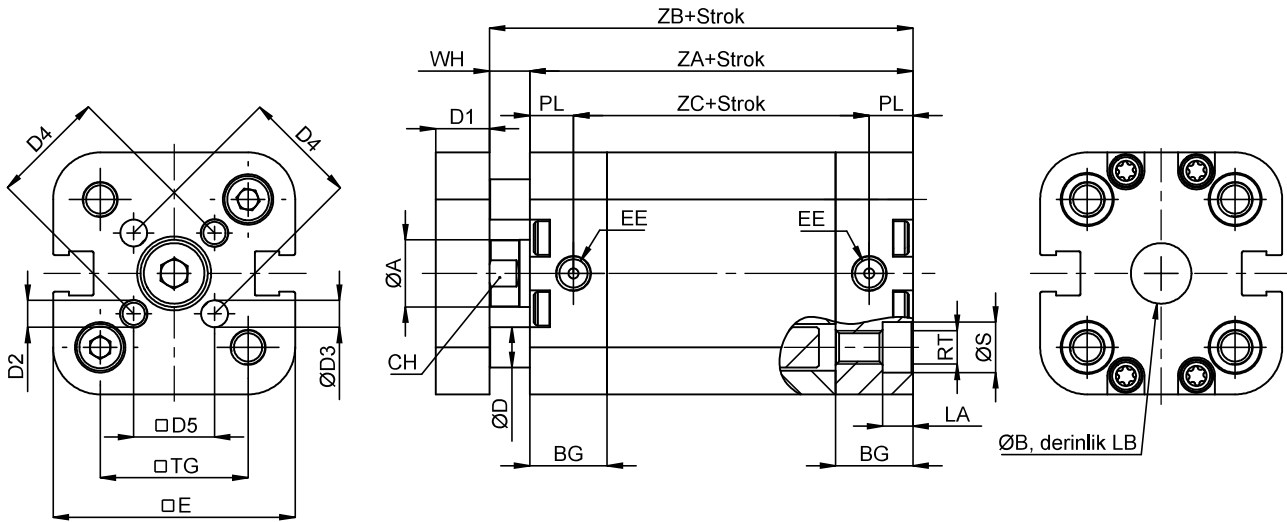 ZB+Strok
WH
ZA+Strok
PL
ZC+Strok
PL
D1
D4
D4
EE
EE
ØA
CH
ØD
RT
ØS
LA
BG
BG
D2
ØD3
□D5
□TG
□E
ØB, derinlik LB